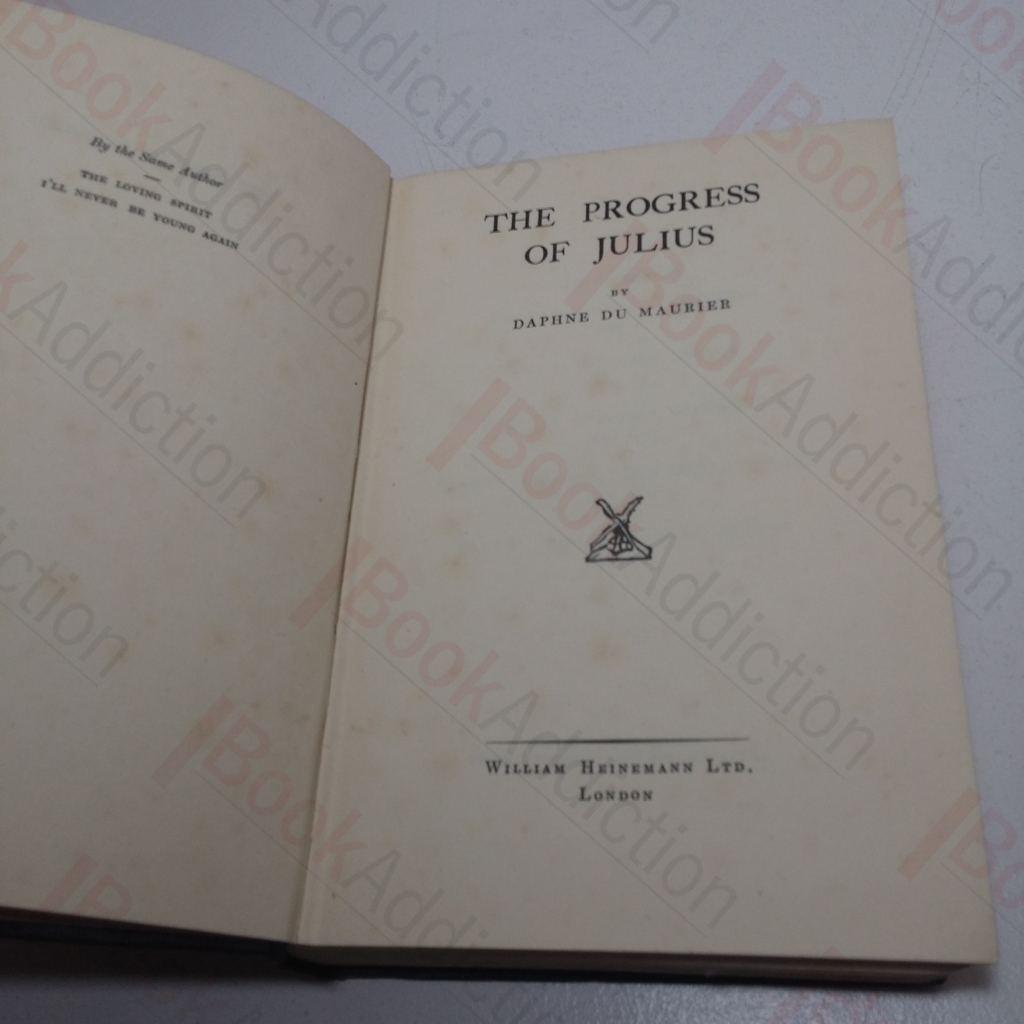 By the Same Author
THE LOVING SPIRIT
I'LL NEVER BE YOUNG AGAIN
THE PROGRESS
OF JULIUS
BY
DAPHNE DU MAURIER
WILLIAM HEINEMANN LTD.
LONDON
BookAddiction